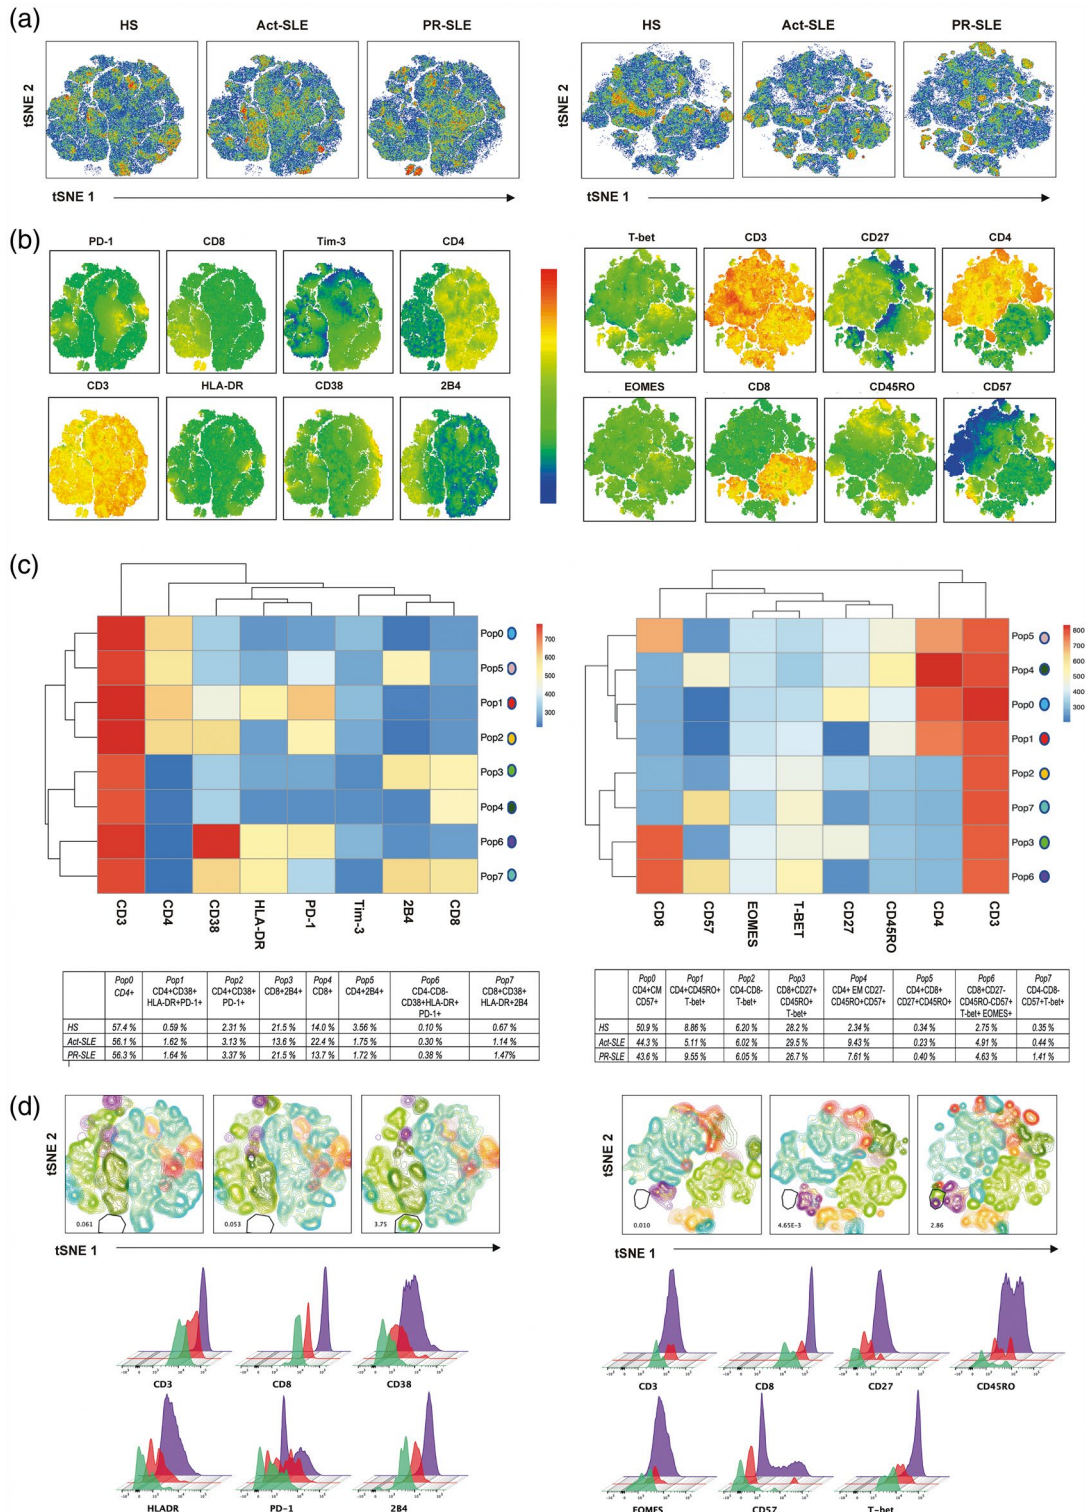 (a)
HS Act-SLE PR-SLE
HS Act-SLE PR-SLE
tSNE 2
tSNE 2
tSNE 1
tSNE 1
(b)
PD-1 CD8 Tim-3 CD4
T-bet CD3 CD27 CD4
CD3 HLA-DR CD38 2B4
EOMES CD8 CD45RO CD57
(c)
Pop0
Pop5
Pop1
Pop2
Pop3
Pop4
Pop6
Pop7
700
600
500
400
300
CD3 CD4 CD38 HLA-DR PD-1 Tim-3 2B4 CD8
Pop5
Pop4
Pop0
Pop1
Pop2
Pop7
Pop3
Pop6
800
700
600
500
400
300
CD8 CD57 EOMES T-BET CD27 CD45RO CD4 CD3
Pop0 Pop1 Pop2 Pop3 Pop4 Pop5 Pop6 Pop7
CD4+ CD4+CD38+ CD4+CD38+ CD8+2B4+ CD8+ CD4+2B4+ CD4-CD8- CD8+CD38+
HLA-DR+PD-1+ PD-1+ CD38+HLA-DR+ HLA-DR+2B4
PD-1+
HS 57.4 % 0.59 % 2.31 % 21.5 % 14.0 % 3.56 % 0.10 % 0.67 %
Act-SLE 56.1 % 1.62 % 3.13 % 13.6 % 22.4 % 1.75 % 0.30 % 1.14 %
PR-SLE 56.3 % 1.64 % 3.37 % 21.5 % 13.7 % 1.72 % 0.38 % 1.47%
Pop0 Pop1 Pop2 Pop3 Pop4 Pop5 Pop6 Pop7
CD4+CM CD4+CD45RO+ CD4-CD8- CD8+CD27+ CD4+ EM CD27- CD4+CD8+ CD8+CD27- CD4-CD8-
CD57+ T-bet+ T-bet+ CD45RO+ CD45RO+CD57+ CD27+CD45RO+ CD45RO-CD57+ CD57+T-bet+
T-bet+ T-bet+ EOMES+
HS 50.9 % 8.86 % 6.20 % 28.2 % 2.34 % 0.34 % 2.75 % 0.35 %
Act-SLE 44.3 % 5.11 % 6.02 % 29.5 % 9.43 % 0.23 % 4.91 % 0.44 %
PR-SLE 43.6 % 9.55 % 6.05 % 26.7 % 7.61 % 0.40 % 4.63 % 1.41 %
(d)
tSNE 2
0.061 0.053 3.75
tSNE 1
tSNE 2
0.010 4.65E-3 2.86
tSNE 1
CD3 CD8 CD38
CD3 CD8 CD27 CD45RO
HLADR PD-1 2B4
EOMES CD57 T-bet